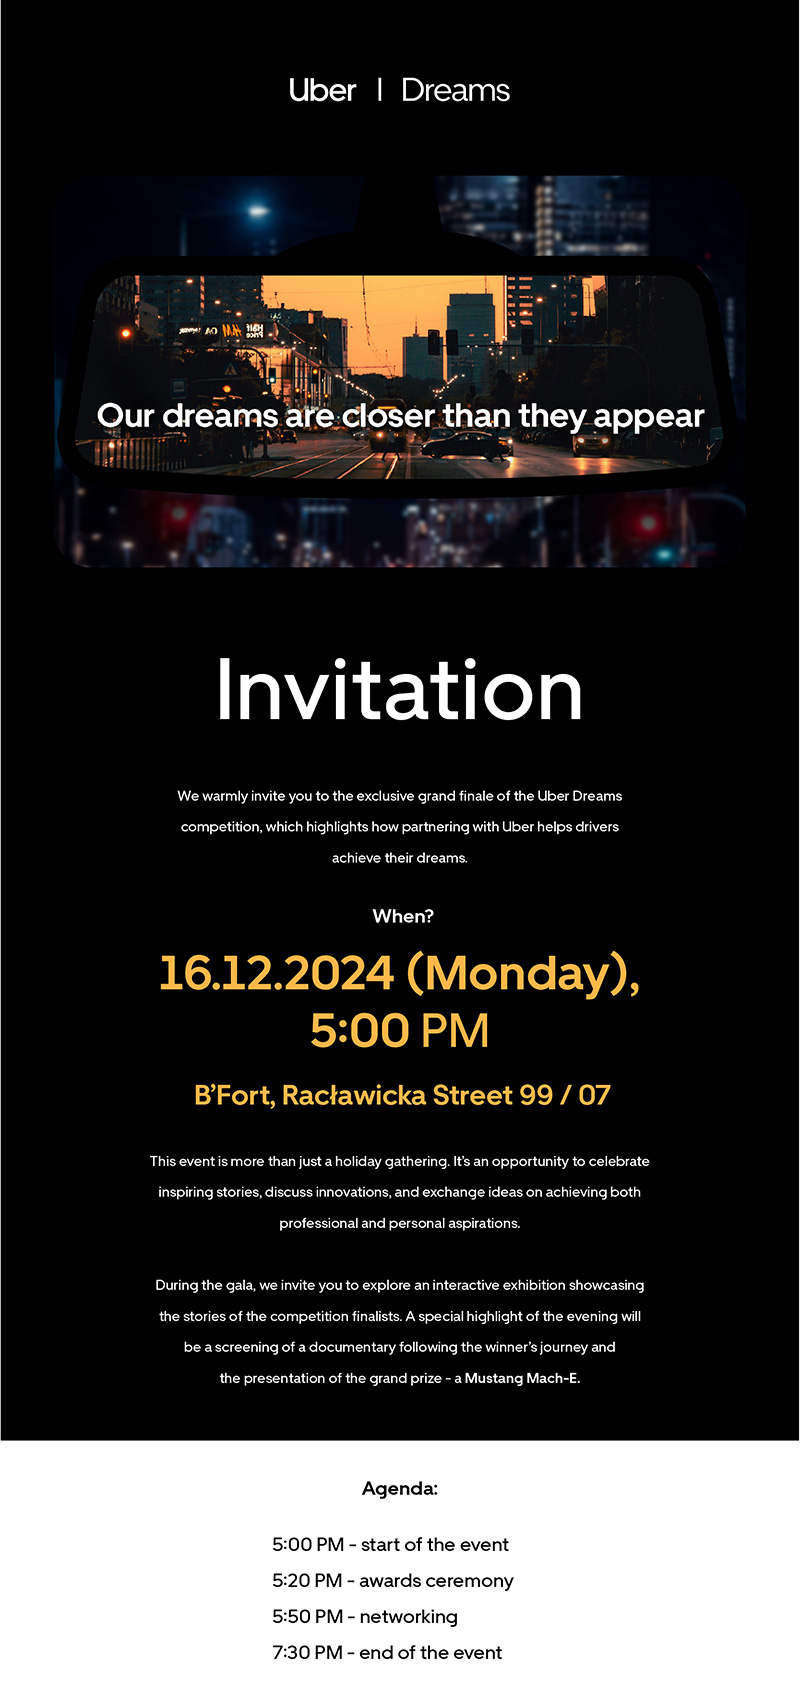 Uber | Dreams
Our dreams are closer than they appear
Invitation
We warmly invite you to the exclusive grand finale of the Uber Dreams
competition, which highlights how partnering with Uber helps drivers
achieve their dreams.
When?
16.12.2024 (Monday),
5:00 PM
B’Fort, Racławicka Street 99 / 07
This event is more than just a holiday gathering. It’s an opportunity to celebrate
inspiring stories, discuss innovations, and exchange ideas on achieving both
professional and personal aspirations.
During the gala, we invite you to explore an interactive exhibition showcasing
the stories of the competition finalists. A special highlight of the evening will
be a screening of a documentary following the winner’s journey and
the presentation of the grand prize - a Mustang Mach-E.
Agenda:
5:00 PM - start of the event
5:20 PM - awards ceremony
5:50 PM - networking
7:30 PM - end of the event